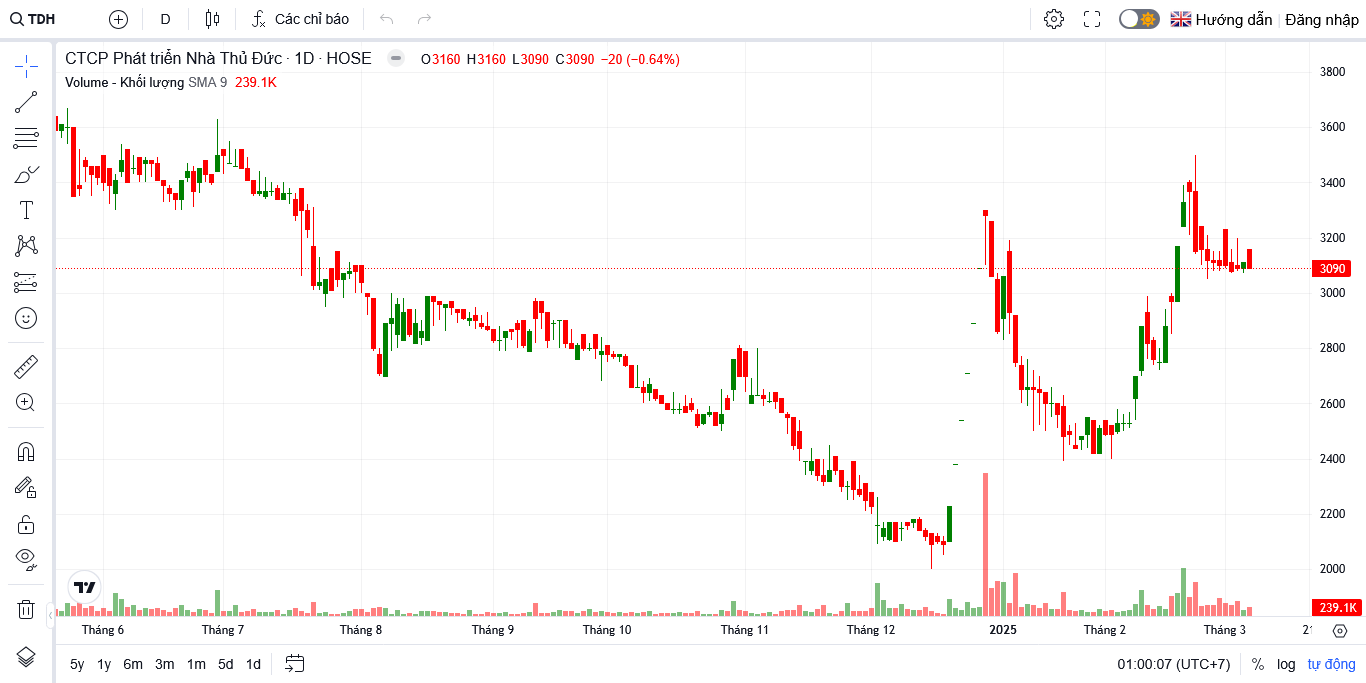 TDH D Các chỉ báo Hướng dẫn Đăng nhập
CTCP Phát triển Nhà Thủ Đức · 1D · HOSE O3160 H3160 L3090 C3090 −20 (−0.64%)
Volume - Khối lượng SMA 9 239.1K
3800
3600
3400
3200
3090
3000
2800
2600
2400
2200
2000
239.1K
Tháng 6 Tháng 7 Tháng 8 Tháng 9 Tháng 10 Tháng 11 Tháng 12 2025 Tháng 2 Tháng 3
5y 1y 6m 3m 1m 5d 1d 01:00:07 (UTC+7) % log tự động